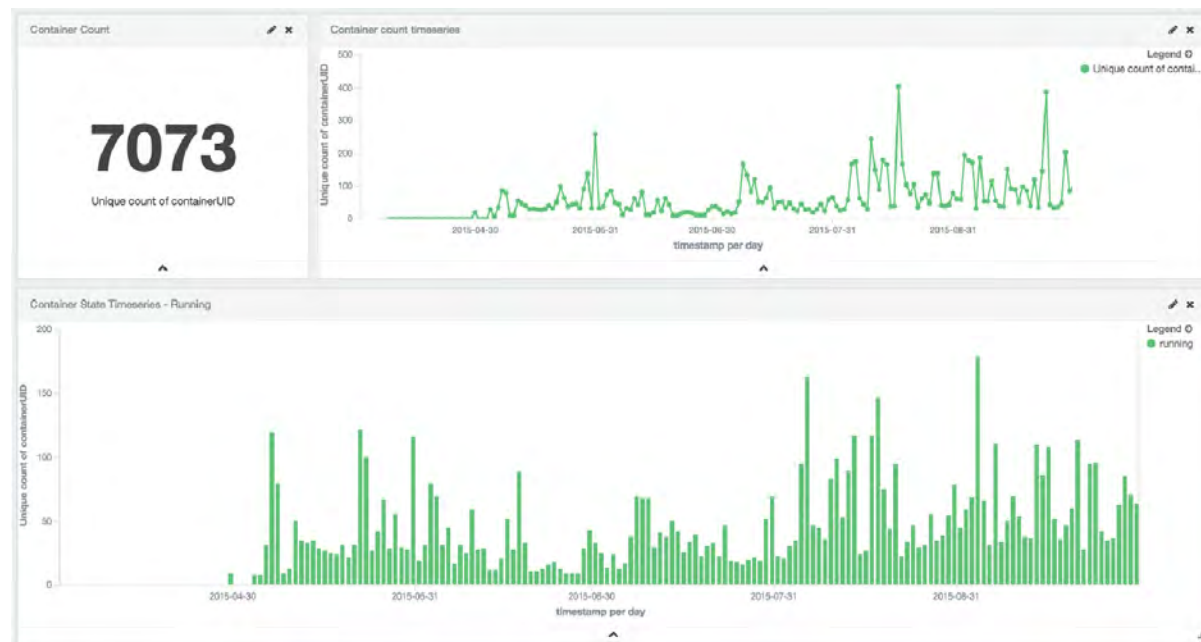 Container Count
7073
Unique count of containerUID
Container count timeseries
Legend
Unique count of contai...
Unique count of containerUID
500
400
300
200
100
0
2015-04-30
2015-05-31
2015-06-30
2015-07-31
2015-08-31
timestamp per day
Container State Timeseries - Running
Legend
running
Unique count of containerUID
200
150
100
50
0
2015-04-30
2015-05-31
2015-06-30
2015-07-31
2015-08-31
timestamp per day